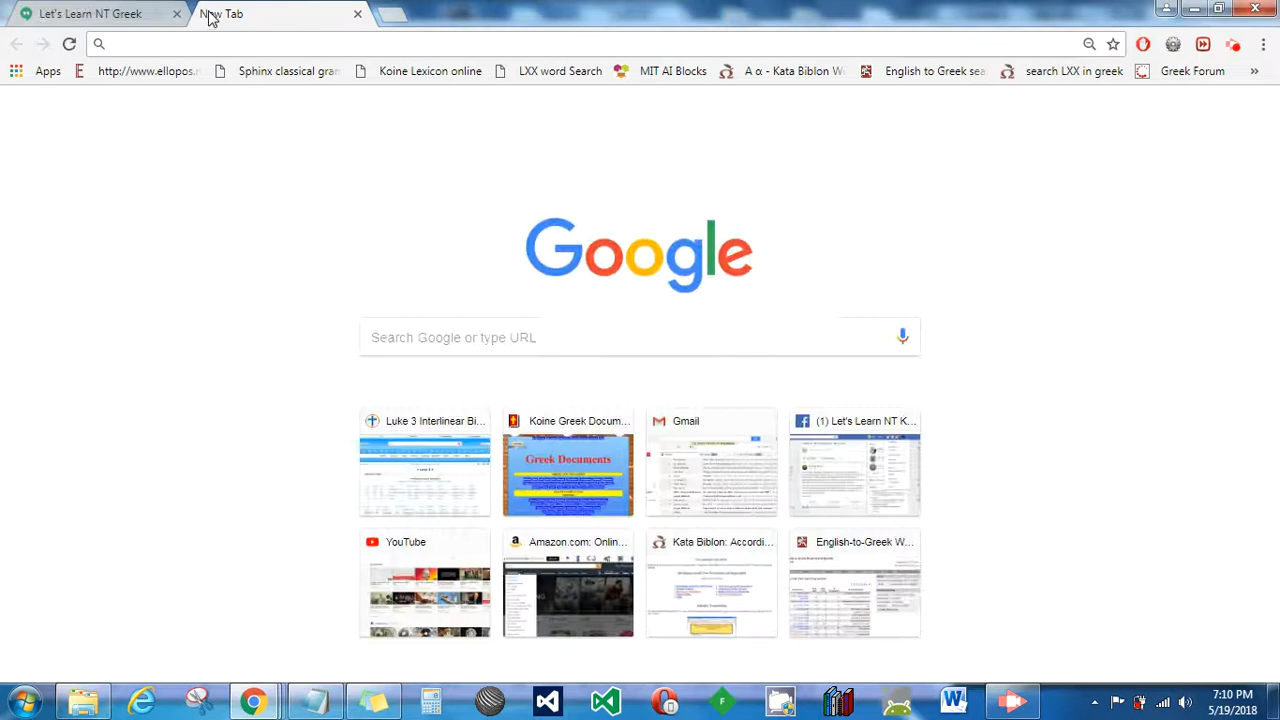 Let's Learn NT Greek
New Tab
Apps
http://www.ellopos.n
Sphinx classical gran
Koine Lexicon online
LXX word Search
MIT AI Blocks
Α α - Kata Biblon W
English to Greek sea
search LXX in greek
Greek Forum
»
Google
Search Google or type URL
Luke 3 Interlinear Bi...
Koine Greek Docum...
Gmail
(1) Let's Learn NT K...
Greek Documents
YouTube
Amazon.com: Onlin...
Kata Biblon: Accordi...
English-to-Greek W...
7:10 PM
5/19/2018